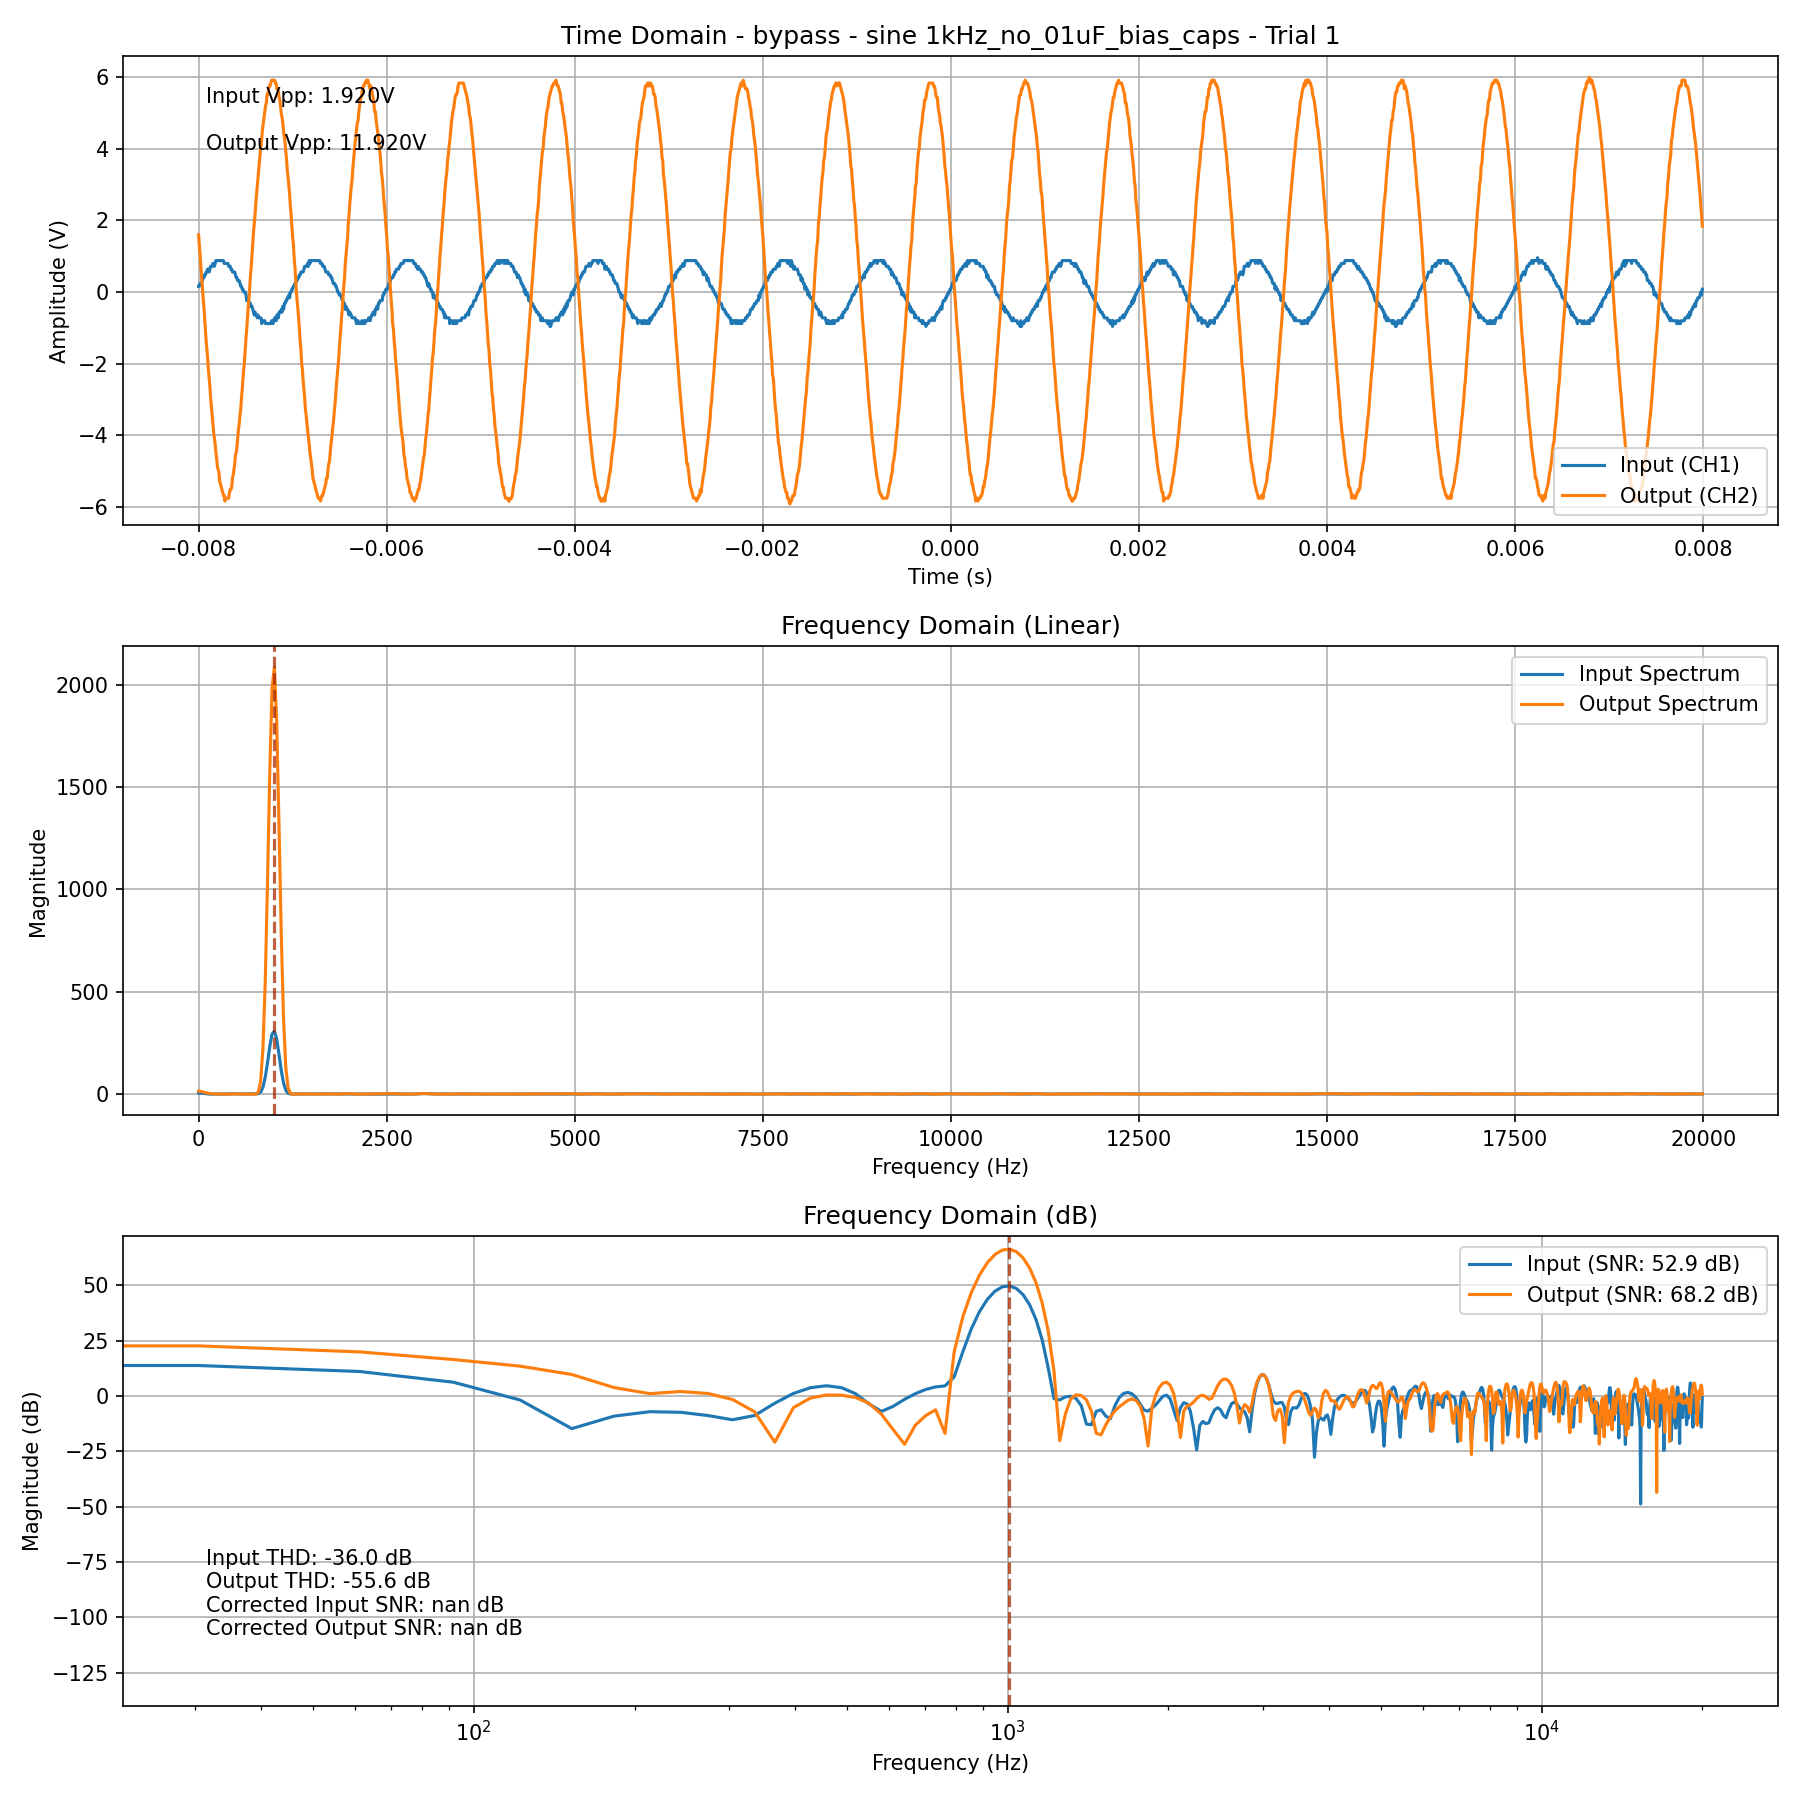 Time Domain - bypass - sine 1kHz_no_01uF_bias_caps - Trial 1
Input Vpp: 1.920V
Output Vpp: 11.920V
Amplitude (V)
6
4
2
0
−2
−4
−6
Input (CH1)
Output (CH2)
−0.008 −0.006 −0.004 −0.002 0.000 0.002 0.004 0.006 0.008
Time (s)
Frequency Domain (Linear)
Input Spectrum
Output Spectrum
Magnitude
2000
1500
1000
500
0
0 2500 5000 7500 10000 12500 15000 17500 20000
Frequency (Hz)
Frequency Domain (dB)
Input (SNR: 52.9 dB)
Output (SNR: 68.2 dB)
Magnitude (dB)
50
25
0
−25
−50
−75
−100
−125
Input THD: -36.0 dB
Output THD: -55.6 dB
Corrected Input SNR: nan dB
Corrected Output SNR: nan dB
10² 10³ 10⁴
Frequency (Hz)